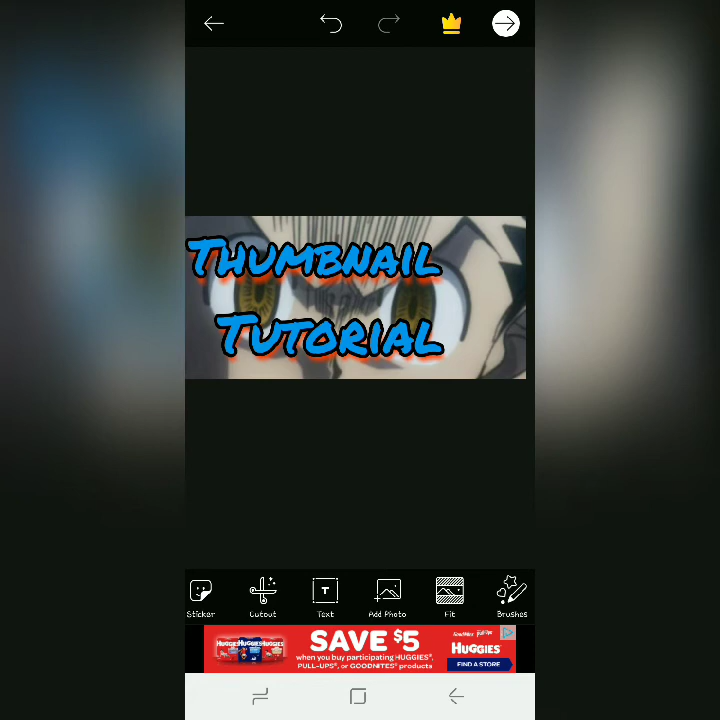 THUMBNAIL
TUTORIAL
Sticker
Cutout
Text
Add Photo
Fit
Brushes
SAVE $5
when you buy participating HUGGIES®,
PULL-UPS®, or GOODNITES® products
HUGGIES
FIND A STORE